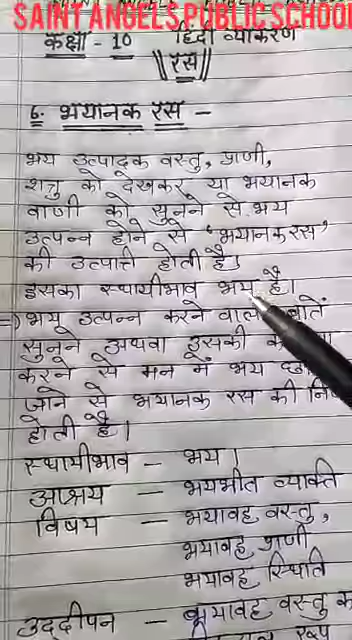 SAINT ANGELS PUBLIC SCHOOL
कक्षा - 10 हिंदी व्याकरण
॥ रस ॥
6. भयानक रस -
भय उत्पादक वस्तु, प्राणी,
शत्रु को देखकर या भयानक
वाणी को सुनने से भय
उत्पन्न होने से 'भयानक रस'
की उत्पात्ति होती है।
इसका स्थायीभाव भय है।
=> भय उत्पन्न करने वाली बातें
सुनने अथवा उसकी
करने से मन में भय
जाने से भयानक रस की
होती है।
स्थायीभाव - भय।
आश्रय - भयभीत व्याक्ति
विषय - भयावह वस्तु,
भयावह प्राणी
भयावह स्थिति
उद्दीपन - भयावह वस्तु